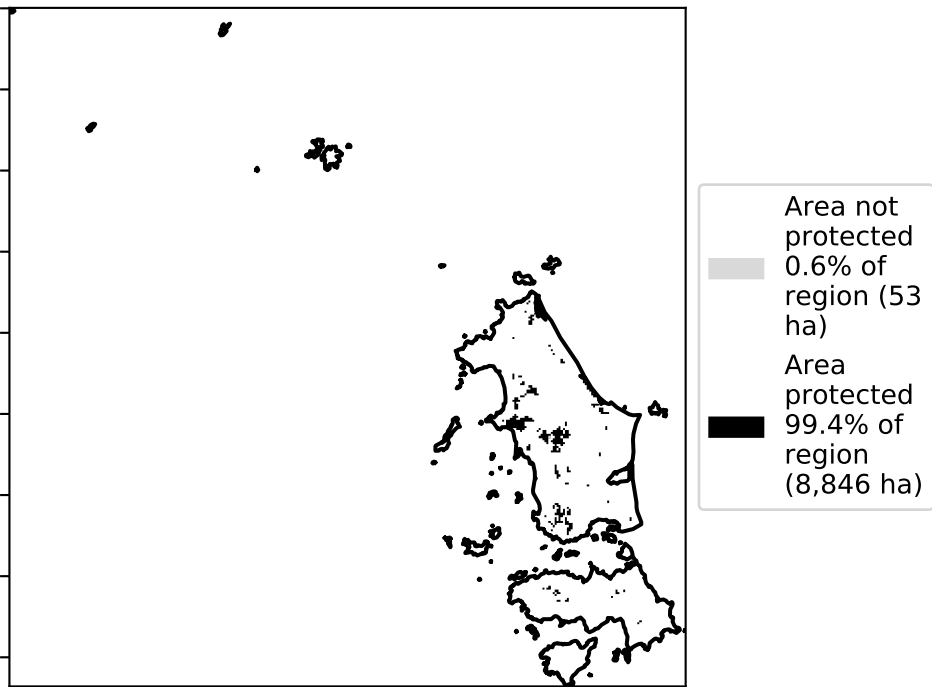 Area not
protected
0.6% of
region (53
ha)
Area
protected
99.4% of
region
(8,846 ha)